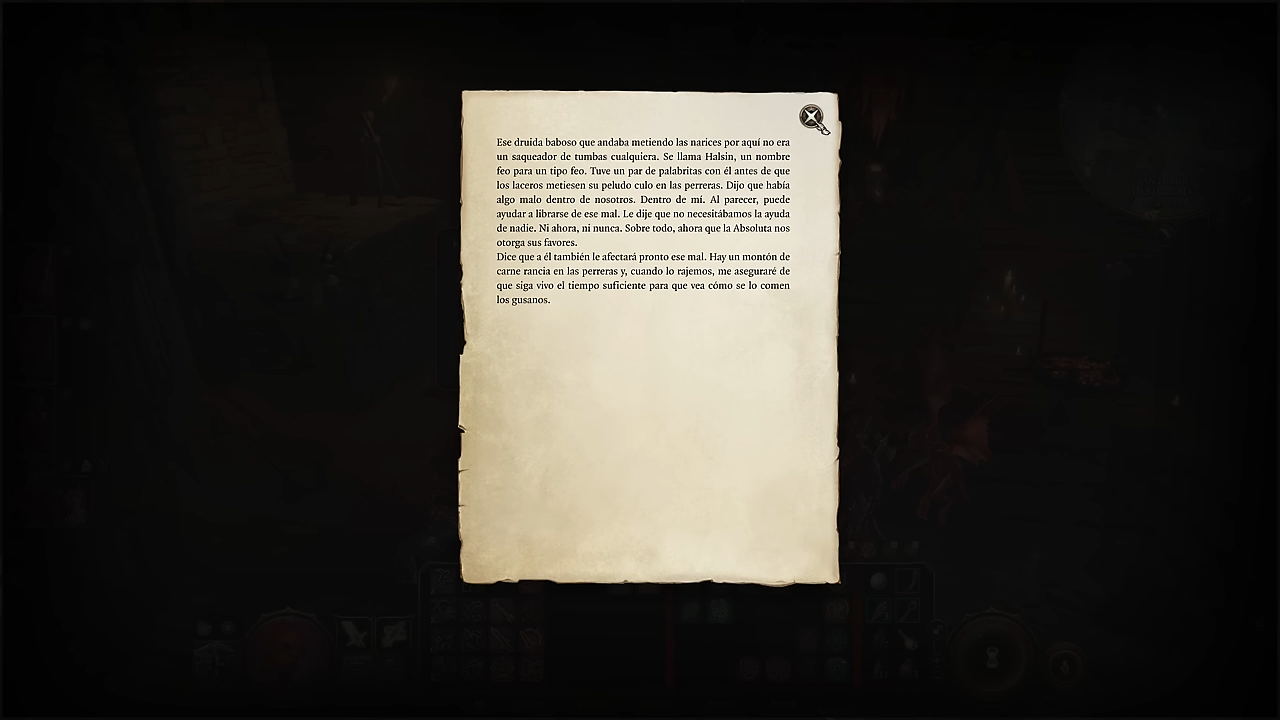 Ese druida baboso que andaba metiendo las narices por aquí no era
un saqueador de tumbas cualquiera. Se llama Halsin, un nombre
feo para un tipo feo. Tuve un par de palabritas con él antes de que
los laceros metiesen su peludo culo en las perreras. Dijo que había
algo malo dentro de nosotros. Dentro de mí. Al parecer, puede
ayudar a librarse de ese mal. Le dije que no necesitábamos la ayuda
de nadie. Ni ahora, ni nunca. Sobre todo, ahora que la Absoluta nos
otorga sus favores.
Dice que a él también le afectará pronto ese mal. Hay un montón de
carne rancia en las perreras y, cuando lo rajemos, me aseguraré de
que siga vivo el tiempo suficiente para que vea cómo se lo comen
los gusanos.